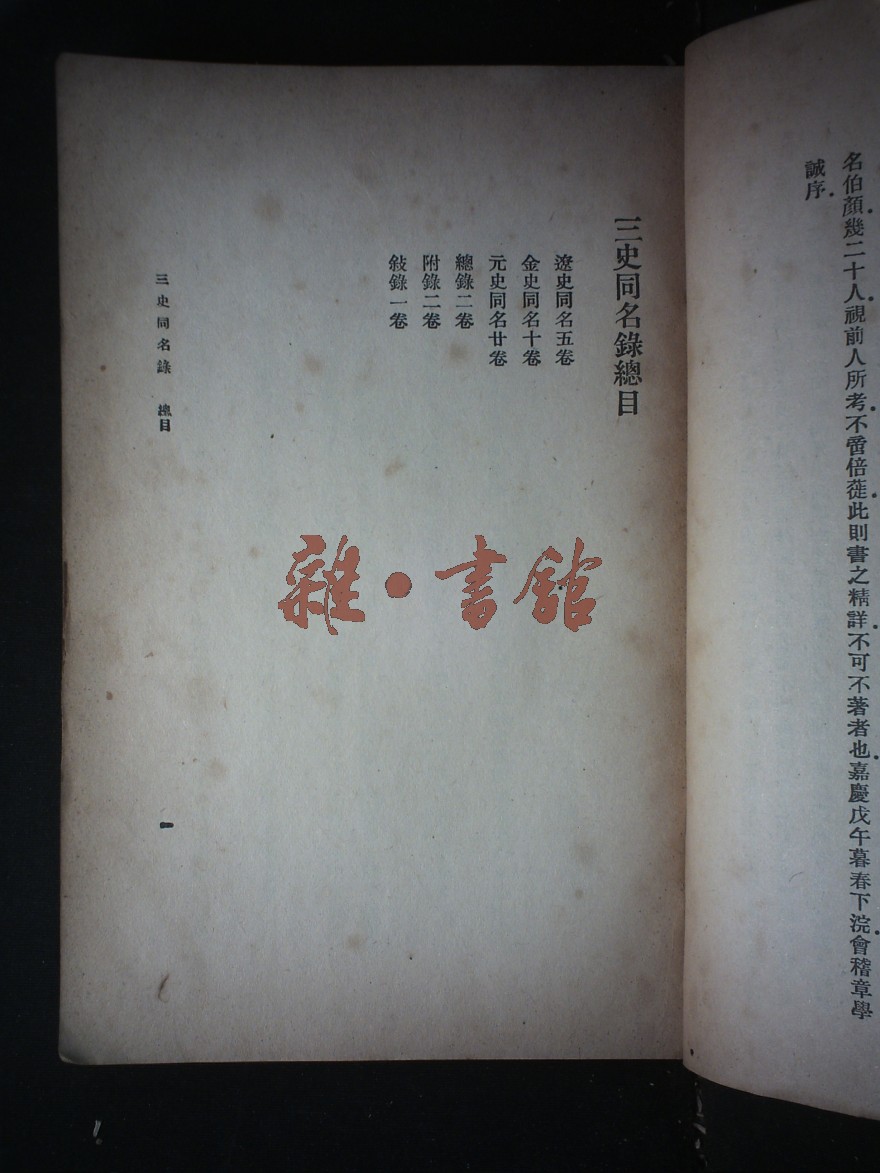 名伯顏幾二十人視前人所考不啻倍蓰此則書之精詳不可不著者也嘉慶戊午暮春下浣會稽章學
誠序
三史同名錄總目
遼史同名五卷
金史同名十卷
元史同名廿卷
總錄二卷
附錄二卷
敍錄一卷
三史同名錄 總目
一
雜·書館